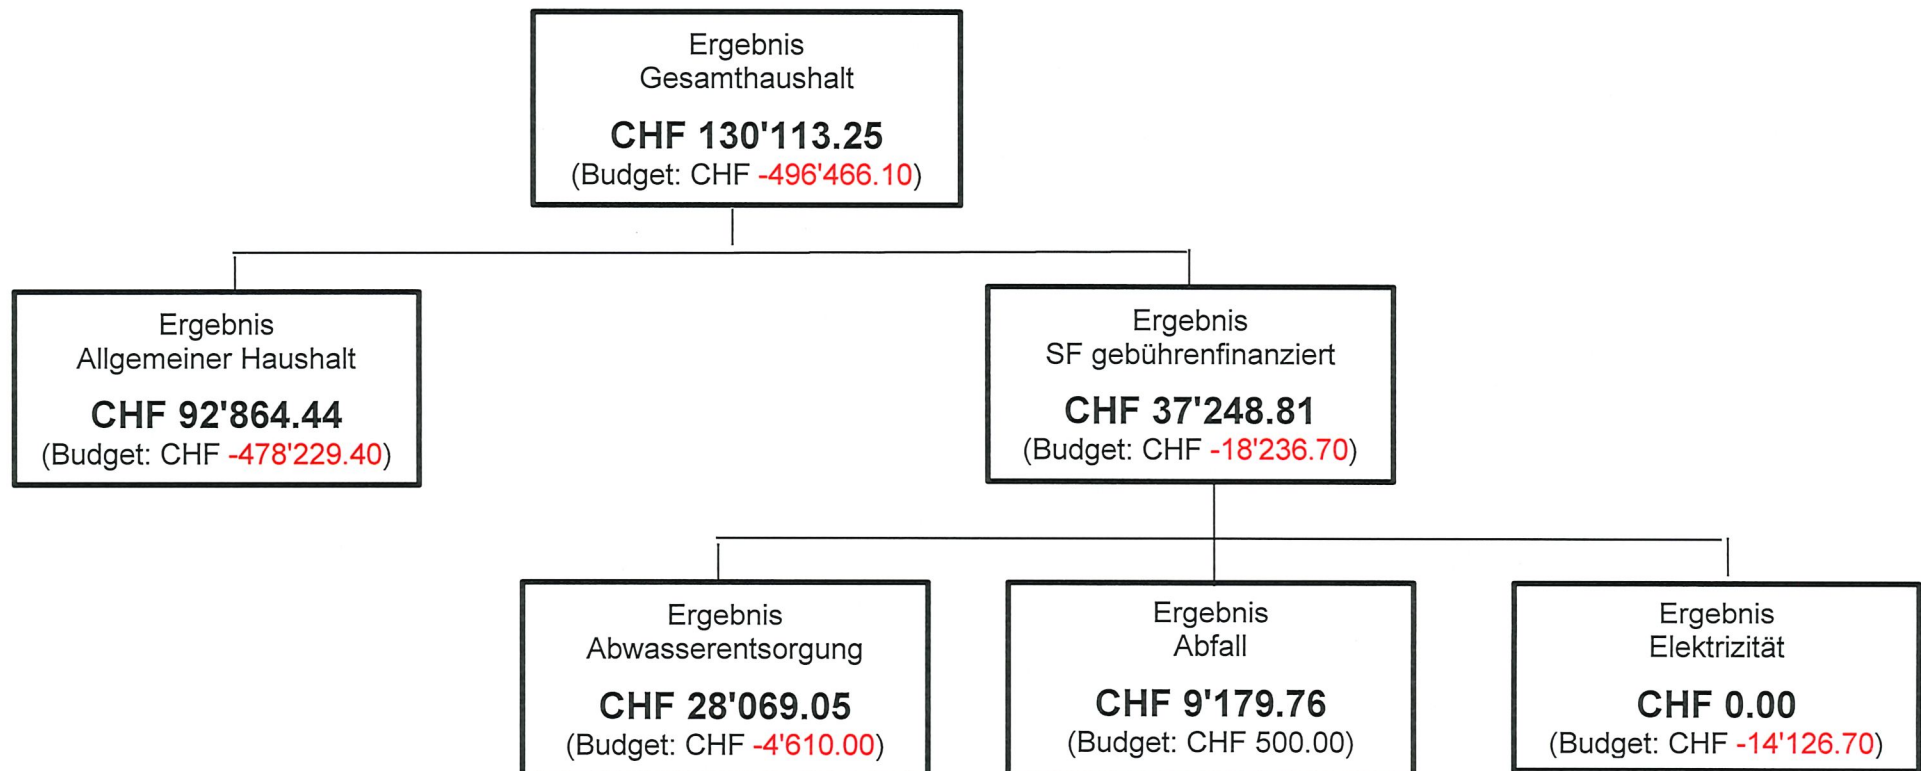 Ergebnis
Gesamthaushalt
CHF 130'113.25
(Budget: CHF -496'466.10)
Ergebnis
Allgemeiner Haushalt
CHF 92'864.44
(Budget: CHF -478'229.40)
Ergebnis
SF gebührenfinanziert
CHF 37'248.81
(Budget: CHF -18'236.70)
Ergebnis
Abwasserentsorgung
CHF 28'069.05
(Budget: CHF -4'610.00)
Ergebnis
Abfall
CHF 9'179.76
(Budget: CHF 500.00)
Ergebnis
Elektrizität
CHF 0.00
(Budget: CHF -14'126.70)